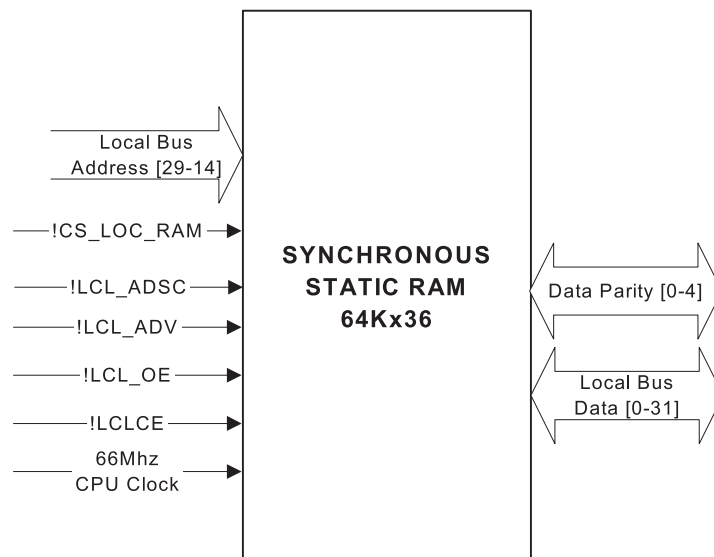 Local Bus
Address [29-14]
!CS_LOC_RAM
!LCL_ADSC
!LCL_ADV
!LCL_OE
!LCLCE
66Mhz
CPU Clock
SYNCHRONOUS
STATIC RAM
64Kx36
Data Parity [0-4]
Local Bus
Data [0-31]